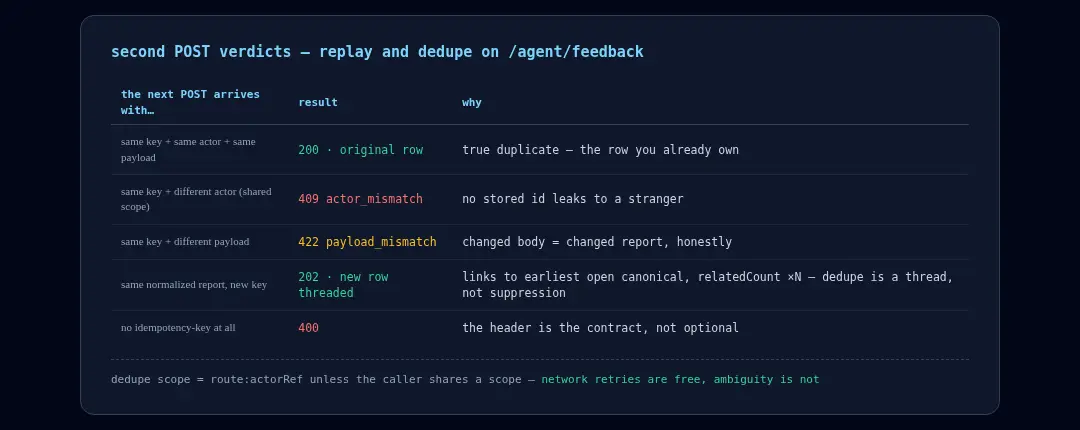 second POST verdicts — replay and dedupe on /agent/feedback
the next POST arrives
with…
result
why
same key + same actor + same
payload
200 · original row
true duplicate — the row you already own
same key + different actor (shared
scope)
409 actor_mismatch
no stored id leaks to a stranger
same key + different payload
422 payload_mismatch
changed body = changed report, honestly
same normalized report, new key
202 · new row
threaded
links to earliest open canonical, relatedCount ×N — dedupe is a thread,
not suppression
no idempotency-key at all
400
the header is the contract, not optional
dedupe scope = route:actorRef unless the caller shares a scope — network retries are free, ambiguity is not